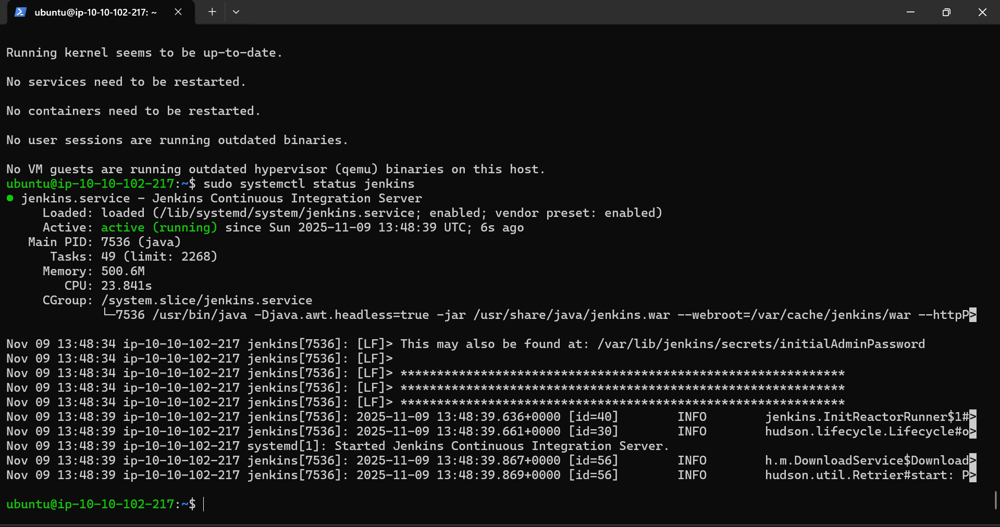 ubuntu@ip-10-10-102-217: ~
Running kernel seems to be up-to-date.
No services need to be restarted.
No containers need to be restarted.
No user sessions are running outdated binaries.
No VM guests are running outdated hypervisor (qemu) binaries on this host.
ubuntu@ip-10-10-102-217:~$ sudo systemctl status jenkins
● jenkins.service - Jenkins Continuous Integration Server
     Loaded: loaded (/lib/systemd/system/jenkins.service; enabled; vendor preset: enabled)
     Active: active (running) since Sun 2025-11-09 13:48:39 UTC; 6s ago
   Main PID: 7536 (java)
      Tasks: 49 (limit: 2268)
     Memory: 500.6M
        CPU: 23.841s
     CGroup: /system.slice/jenkins.service
             └─7536 /usr/bin/java -Djava.awt.headless=true -jar /usr/share/java/jenkins.war --webroot=/var/cache/jenkins/war --httpP>
Nov 09 13:48:34 ip-10-10-102-217 jenkins[7536]: [LF]> This may also be found at: /var/lib/jenkins/secrets/initialAdminPassword
Nov 09 13:48:34 ip-10-10-102-217 jenkins[7536]: [LF]>
Nov 09 13:48:34 ip-10-10-102-217 jenkins[7536]: [LF]> *************************************************************
Nov 09 13:48:34 ip-10-10-102-217 jenkins[7536]: [LF]> *************************************************************
Nov 09 13:48:34 ip-10-10-102-217 jenkins[7536]: [LF]> *************************************************************
Nov 09 13:48:39 ip-10-10-102-217 jenkins[7536]: 2025-11-09 13:48:39.636+0000 [id=40]        INFO        jenkins.InitReactorRunner$1#>
Nov 09 13:48:39 ip-10-10-102-217 jenkins[7536]: 2025-11-09 13:48:39.661+0000 [id=30]        INFO        hudson.lifecycle.Lifecycle#o>
Nov 09 13:48:39 ip-10-10-102-217 systemd[1]: Started Jenkins Continuous Integration Server.
Nov 09 13:48:39 ip-10-10-102-217 jenkins[7536]: 2025-11-09 13:48:39.867+0000 [id=56]        INFO        h.m.DownloadService$Download>
Nov 09 13:48:39 ip-10-10-102-217 jenkins[7536]: 2025-11-09 13:48:39.869+0000 [id=56]        INFO        hudson.util.Retrier#start: P>
ubuntu@ip-10-10-102-217:~$